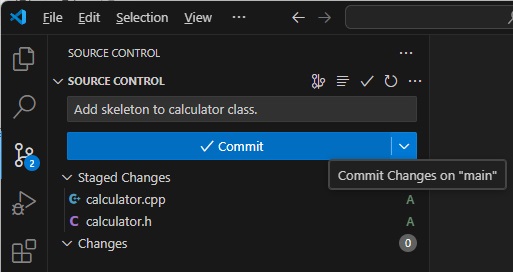 File Edit Selection View ···
SOURCE CONTROL ···
SOURCE CONTROL ···
Add skeleton to calculator class.
Commit
2
Commit Changes on "main"
Staged Changes
calculator.cpp A
C calculator.h A
Changes 0